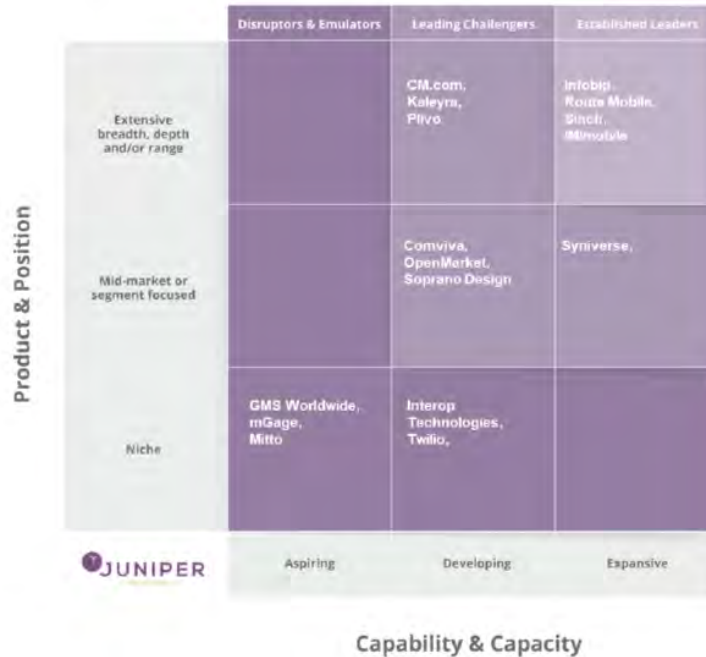 Disruptors & Emulators
Leading Challengers
Established Leaders
Product & Position
Extensive
breadth, depth
and/or range
CM.com,
Kaleyra,
Plivo
Infobip,
Route Mobile,
Sinch,
IMImobile
Mid-market or
segment focused
Comviva,
OpenMarket,
Soprano Design
Syniverse,
Niche
GMS Worldwide,
mGage,
Mitto
Interop
Technologies,
Twilio,
JUNIPER
Aspiring
Developing
Expansive
Capability & Capacity